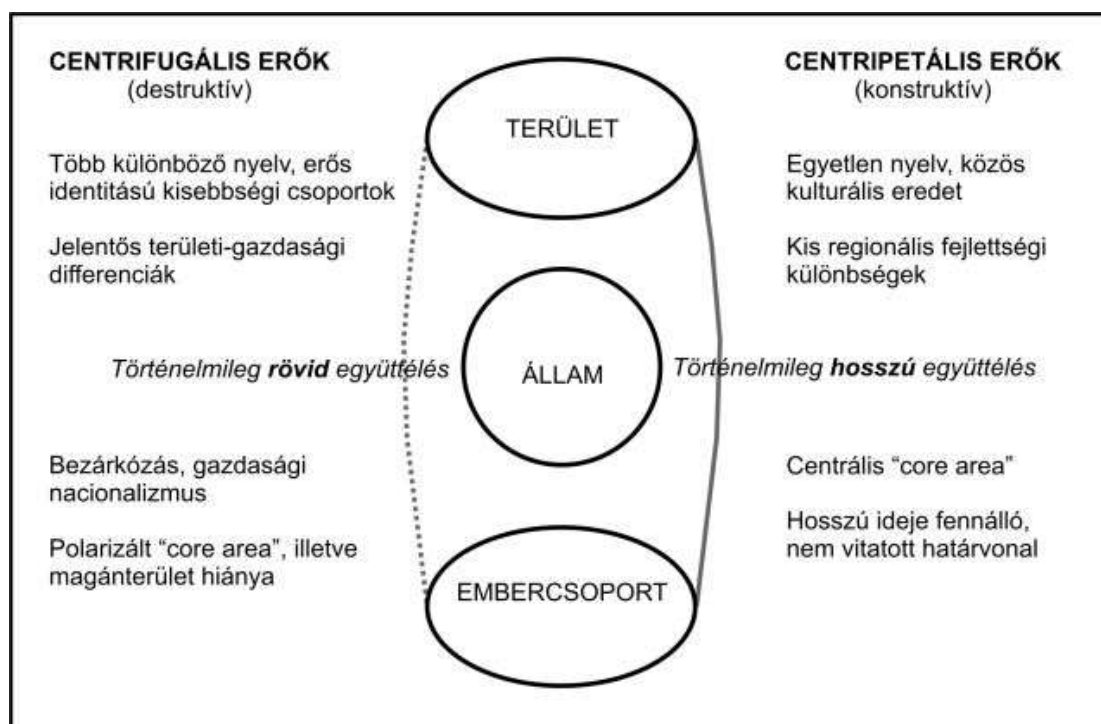 CENTRIFUGÁLIS ERŐK
(destruktív)
Több különböző nyelv, erős
identitású kisebbségi csoportok
Jelentős területi-gazdasági
differenciák
Történelmileg rövid együttélés
Bezárkózás, gazdasági
nacionalizmus
Polarizált “core area”, illetve
magánterület hiánya
TERÜLET
ÁLLAM
EMBERCSOPORT
CENTRIPETÁLIS ERŐK
(konstruktív)
Egyetlen nyelv, közös
kulturális eredet
Kis regionális fejlettségi
különbségek
Történelmileg hosszú együttélés
Centrális “core area”
Hosszú ideje fennálló,
nem vitatott határvonal